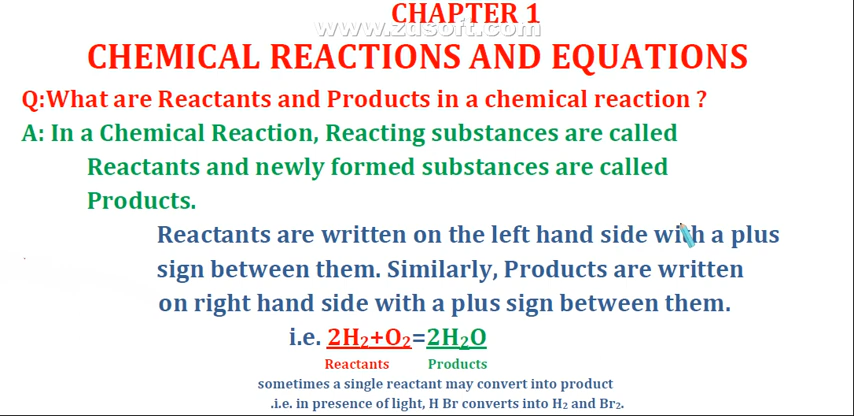 CHAPTER 1
www.zdsoft.com
CHEMICAL REACTIONS AND EQUATIONS
Q:What are Reactants and Products in a chemical reaction ?
A: In a Chemical Reaction, Reacting substances are called
Reactants and newly formed substances are called
Products.
Reactants are written on the left hand side with a plus
sign between them. Similarly, Products are written
on right hand side with a plus sign between them.
i.e. 2H₂+O₂=2H₂O
Reactants Products
sometimes a single reactant may convert into product
.i.e. in presence of light, H Br converts into H₂ and Br₂.